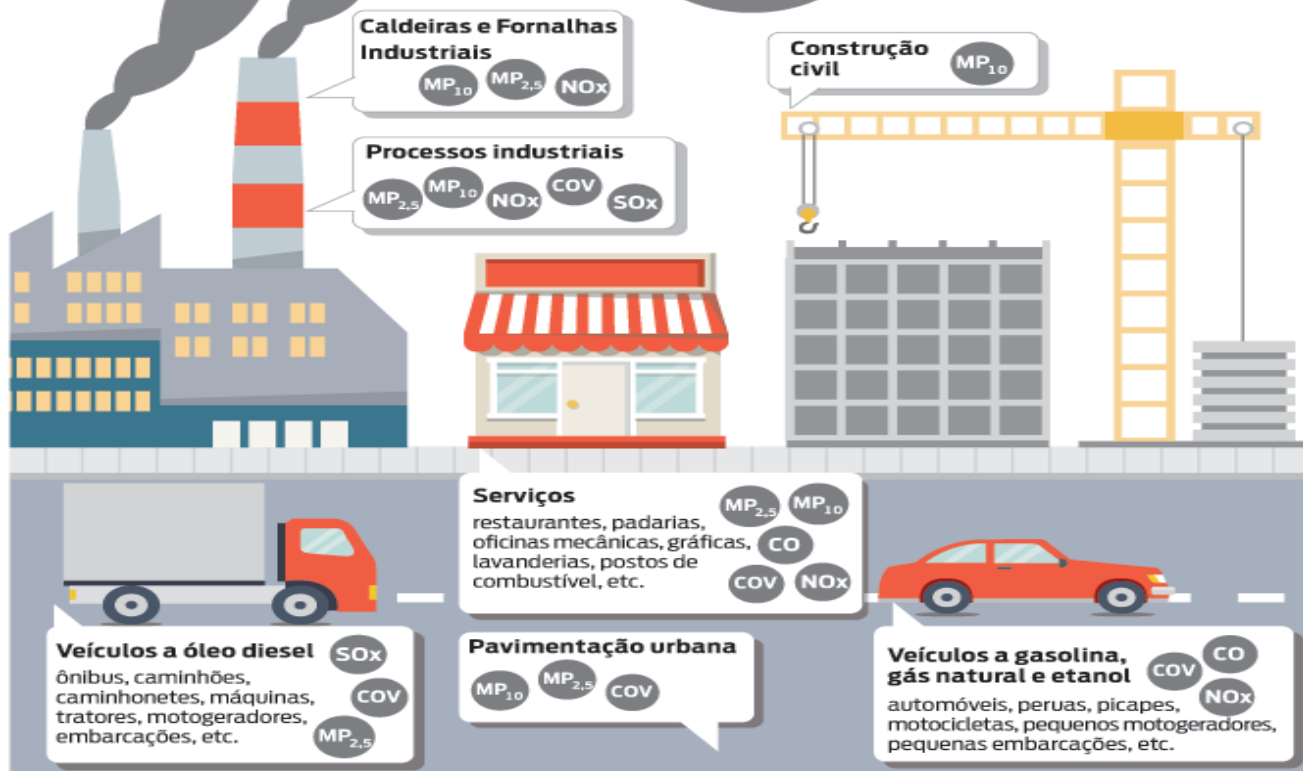 Caldeiras e Fornalhas
Industriais
MP10 MP2,5 NOx
Construção
civil
MP10
Processos industriais
MP2,5 MP10 NOx COV SOx
Serviços
restaurantes, padarias,
oficinas mecânicas, gráficas,
lavanderias, postos de
combustível, etc.
MP2,5 MP10
CO
COV NOx
Veículos a óleo diesel
ônibus, caminhões,
caminhonetes, máquinas,
tratores, motogeradores,
embarcações, etc.
SOx
COV
MP2,5
Pavimentação urbana
MP10 MP2,5 COV
Veículos a gasolina,
gás natural e etanol
automóveis, peruas, picapes,
motocicletas, pequenos motogeradores,
pequenas embarcações, etc.
COV CO
NOx